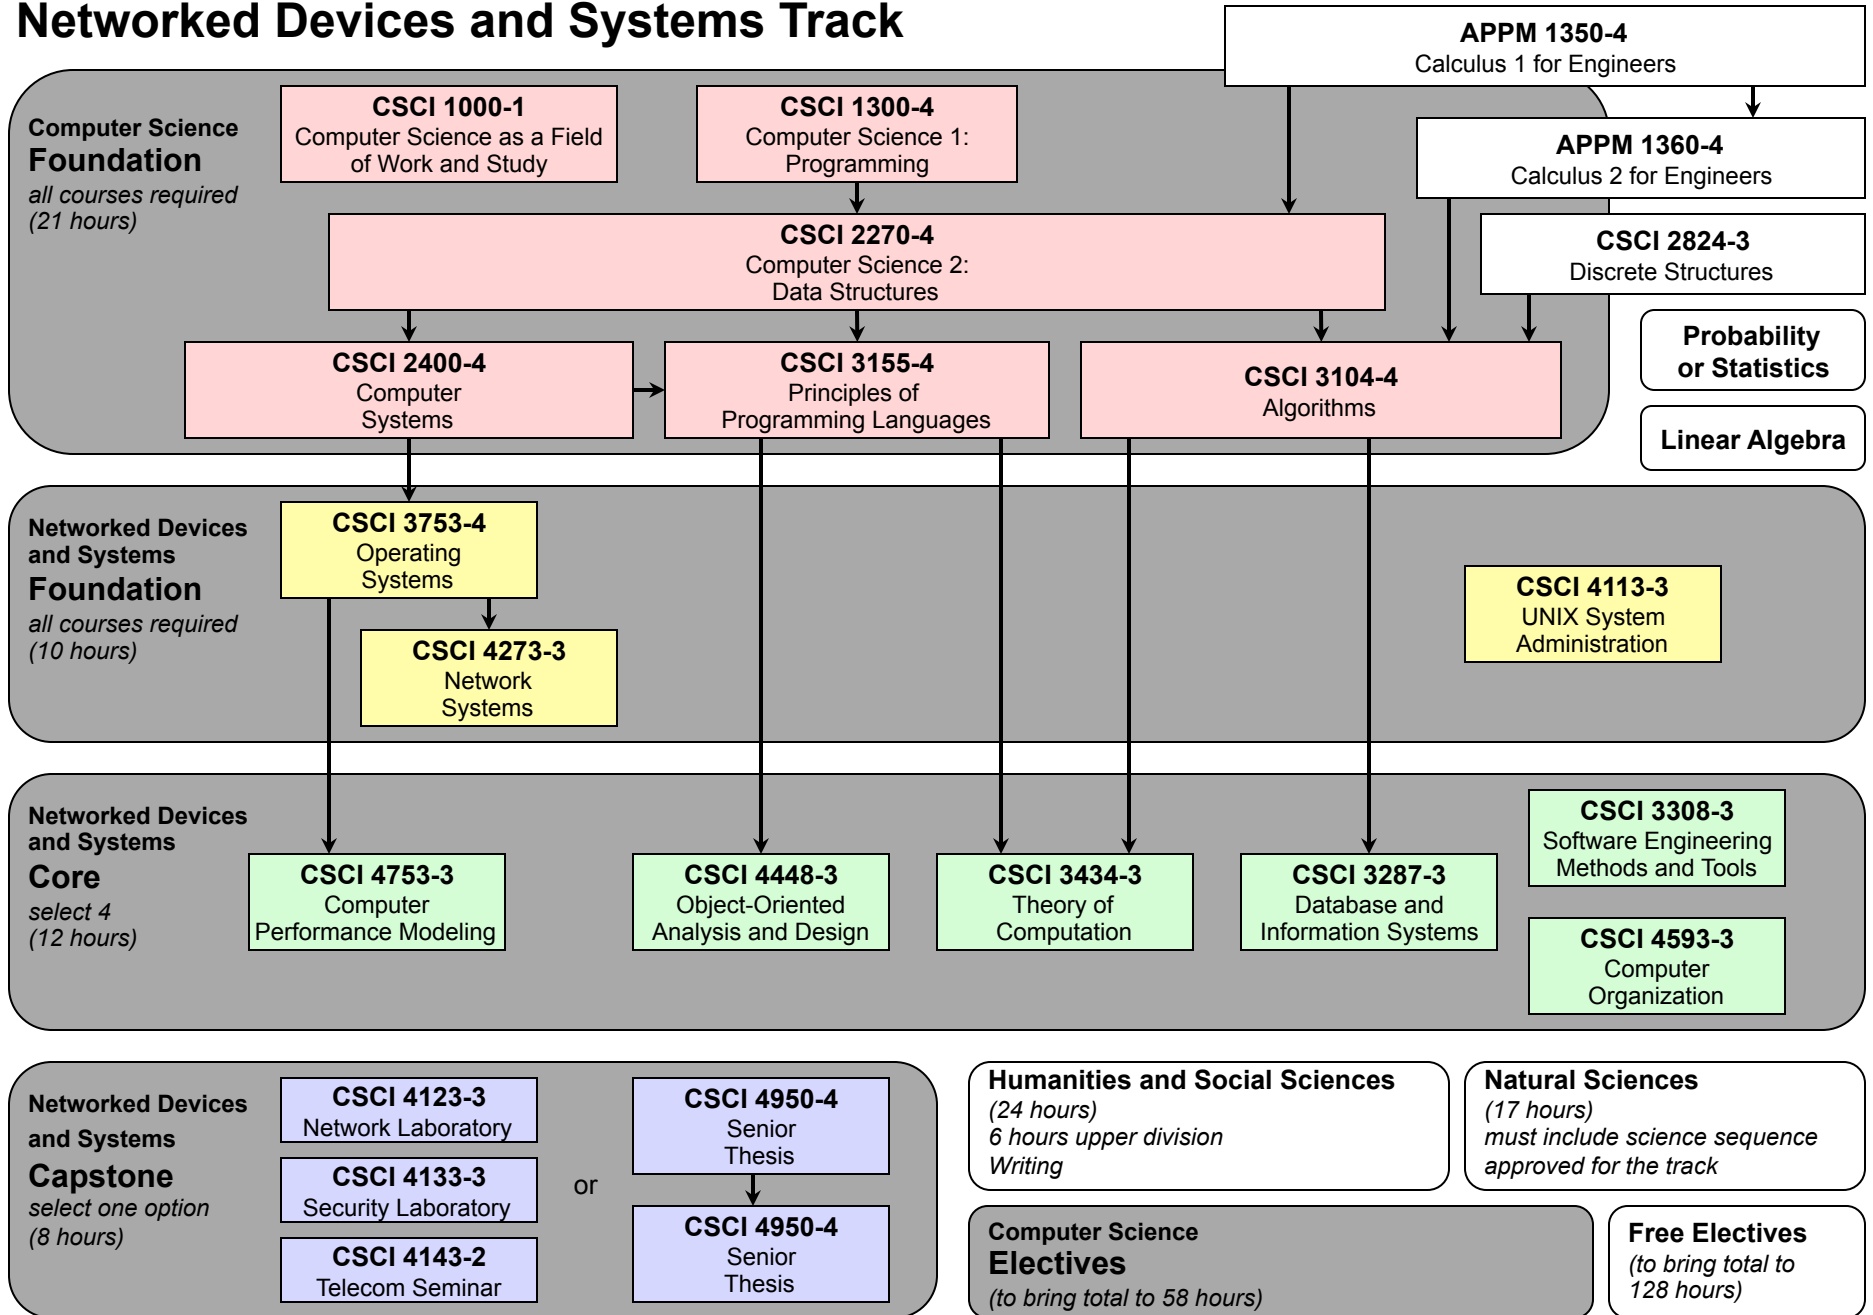 Networked Devices and Systems Track
APPM 1350-4
Calculus 1 for Engineers
Computer Science
Foundation
all courses required
(21 hours)
CSCI 1000-1
Computer Science as a Field
of Work and Study
CSCI 1300-4
Computer Science 1:
Programming
APPM 1360-4
Calculus 2 for Engineers
CSCI 2270-4
Computer Science 2:
Data Structures
CSCI 2824-3
Discrete Structures
CSCI 2400-4
Computer
Systems
CSCI 3155-4
Principles of
Programming Languages
CSCI 3104-4
Algorithms
Probability
or Statistics
Linear Algebra
Networked Devices
and Systems
Foundation
all courses required
(10 hours)
CSCI 3753-4
Operating
Systems
CSCI 4273-3
Network
Systems
CSCI 4113-3
UNIX System
Administration
Networked Devices
and Systems
Core
select 4
(12 hours)
CSCI 4753-3
Computer
Performance Modeling
CSCI 4448-3
Object-Oriented
Analysis and Design
CSCI 3434-3
Theory of
Computation
CSCI 3287-3
Database and
Information Systems
CSCI 3308-3
Software Engineering
Methods and Tools
CSCI 4593-3
Computer
Organization
Networked Devices
and Systems
Capstone
select one option
(8 hours)
CSCI 4123-3
Network Laboratory
CSCI 4133-3
Security Laboratory
CSCI 4143-2
Telecom Seminar
or
CSCI 4950-4
Senior
Thesis
CSCI 4950-4
Senior
Thesis
Humanities and Social Sciences
(24 hours)
6 hours upper division
Writing
Natural Sciences
(17 hours)
must include science sequence
approved for the track
Computer Science
Electives
(to bring total to 58 hours)
Free Electives
(to bring total to
128 hours)